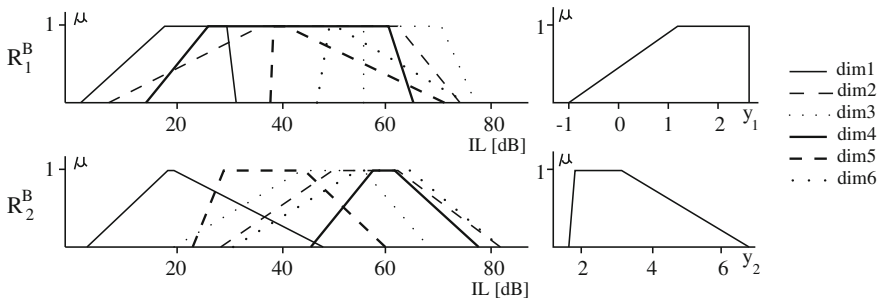 μ
1
R₁ᴮ
20 40 60 80
IL [dB]
μ
1
-1 0 1 2
y₁
dim1
dim2
dim3
dim4
dim5
dim6
μ
1
R₂ᴮ
20 40 60 80
IL [dB]
μ
1
2 4 6
y₂